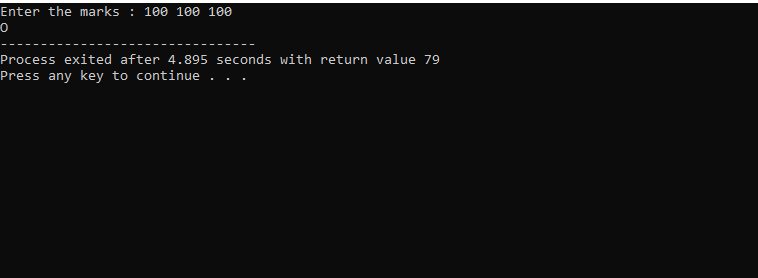 Enter the marks : 100 100 100
O
--------------------------------
Process exited after 4.895 seconds with return value 79
Press any key to continue . . .